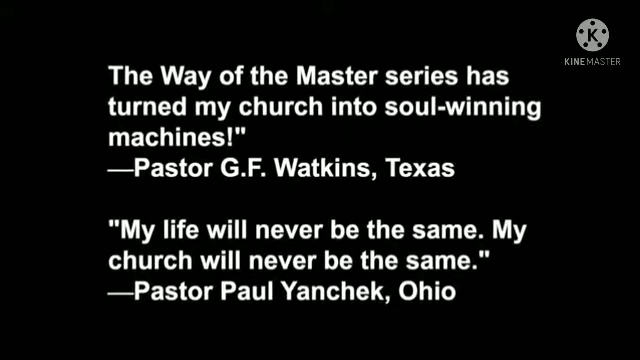 KINEMASTER
The Way of the Master series has
turned my church into soul-winning
machines!"
—Pastor G.F. Watkins, Texas
"My life will never be the same. My
church will never be the same."
—Pastor Paul Yanchek, Ohio